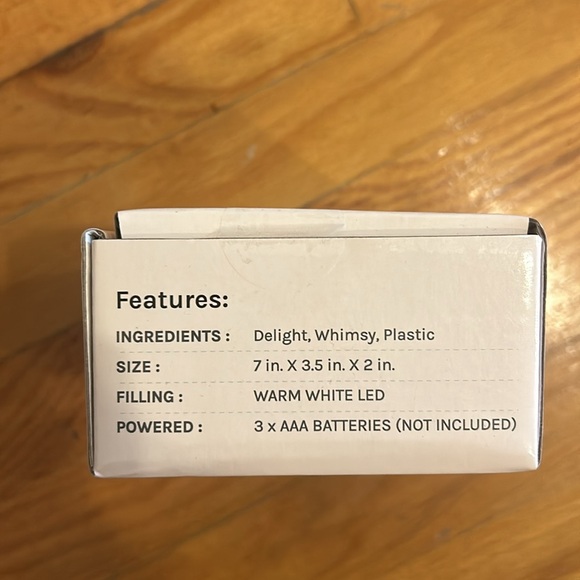 Features:
INGREDIENTS : Delight, Whimsy, Plastic
SIZE : 7 in. X 3.5 in. X 2 in.
FILLING : WARM WHITE LED
POWERED : 3 x AAA BATTERIES (NOT INCLUDED)